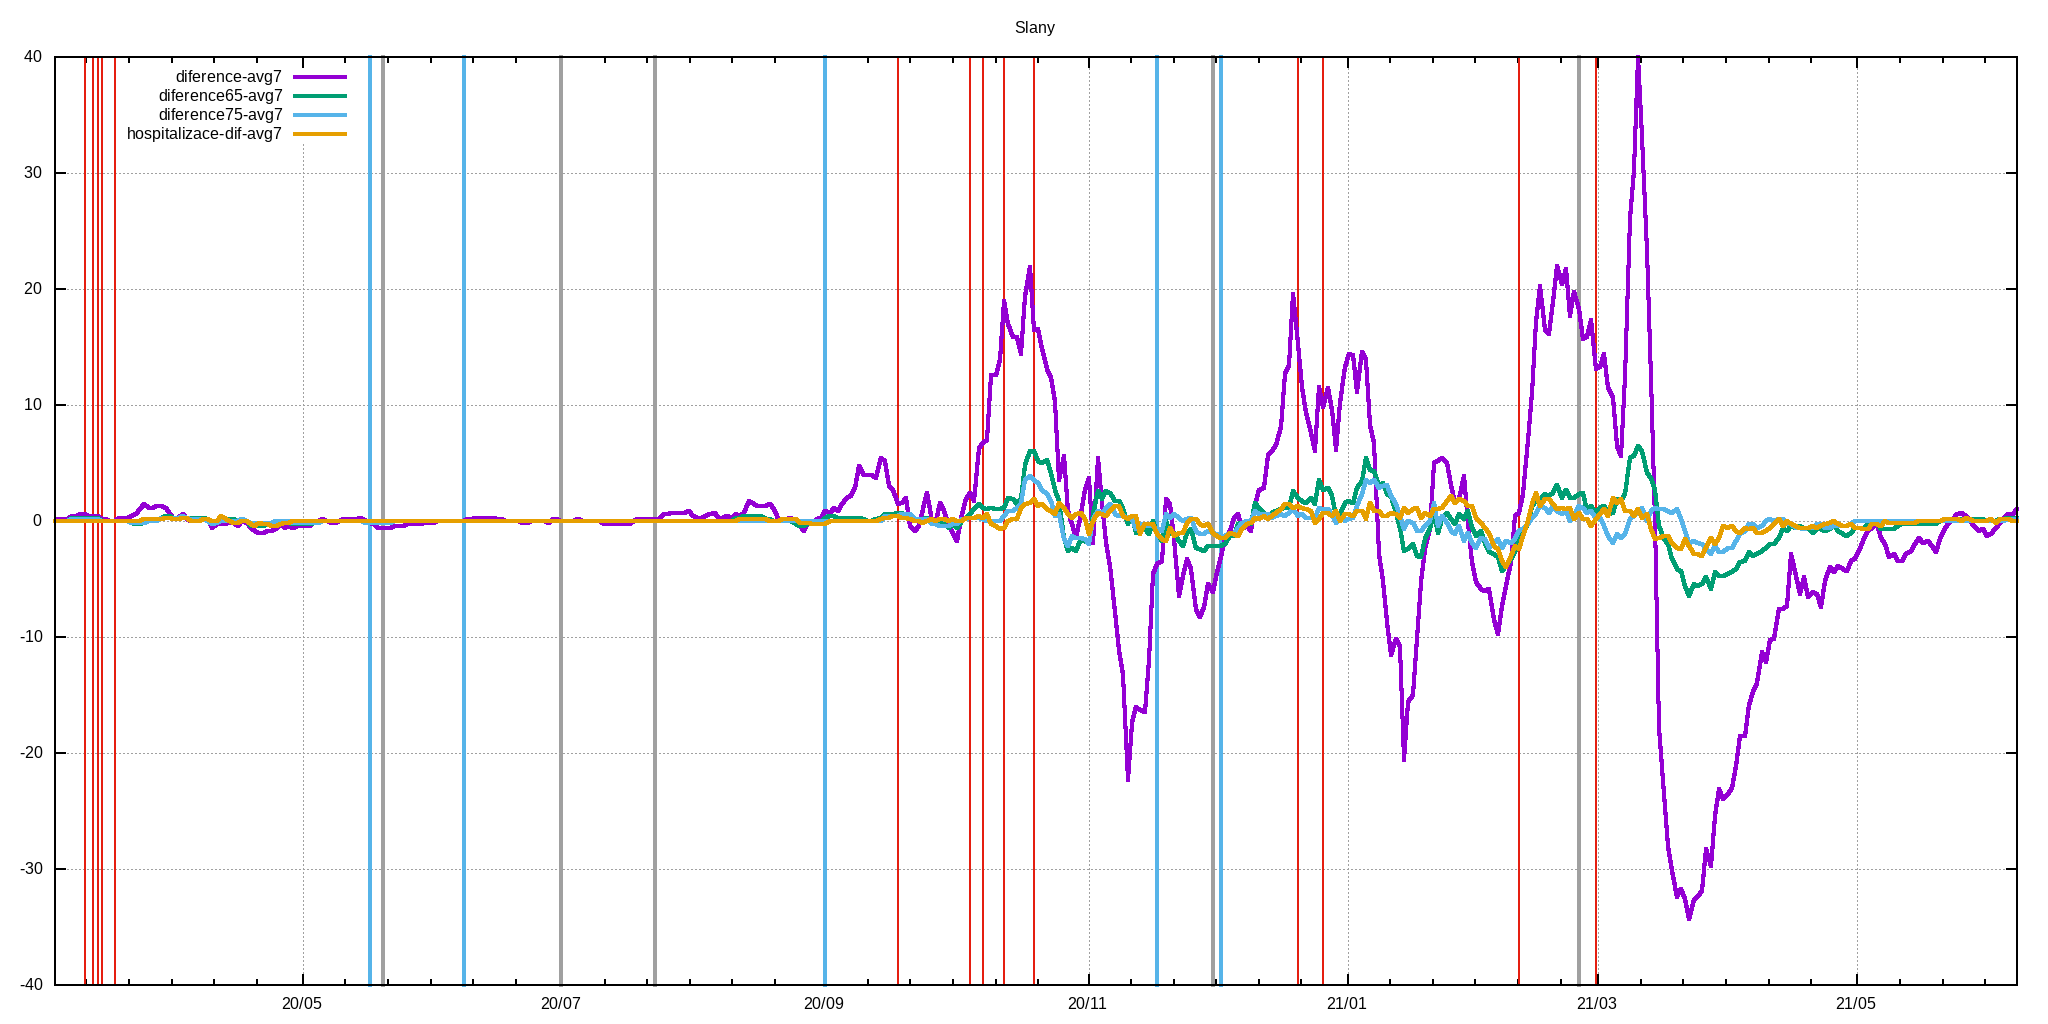 Slany
diference-avg7
diference65-avg7
diference75-avg7
hospitalizace-dif-avg7
40
30
20
10
0
-10
-20
-30
-40
20/05 20/07 20/09 20/11 21/01 21/03 21/05